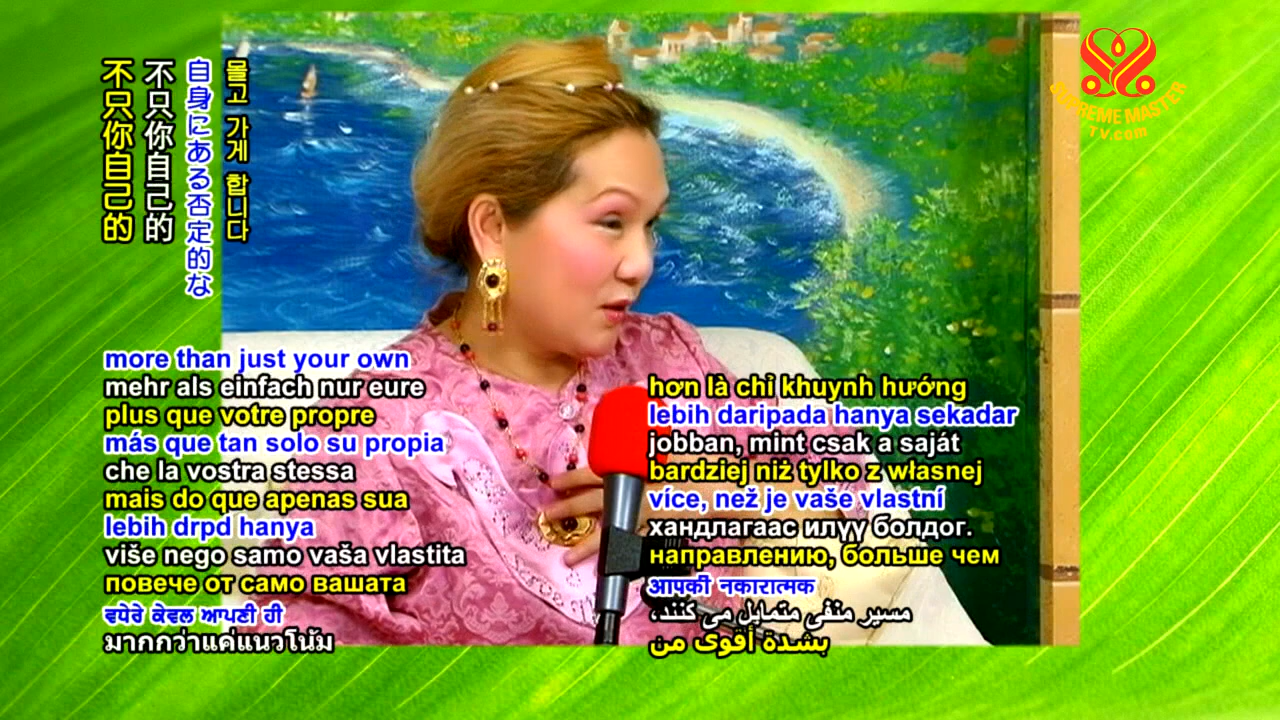 不只你自己的
不只你自己的
自身にある否定的な
몰고 가게 합니다
SUPREME MASTER
TV.com
more than just your own
mehr als einfach nur eure
plus que votre propre
más que tan solo su propia
che la vostra stessa
mais do que apenas sua
lebih drpd hanya
više nego samo vaša vlastita
повече от само вашата
ਵਧੇਰੇ ਕੇਵਲ ਆਪਣੀ ਹੀ
มากกว่าแค่แนวโน้ม
hơn là chỉ khuynh hướng
lebih daripada hanya sekadar
jobban, mint csak a saját
bardziej niż tylko z własnej
více, než je vaše vlastní
хандлагаас илүү болдог.
направлению, больше чем
आपकी नकारात्मक
مسیر منفی متمایل می کنند،
بشدة أقوى من